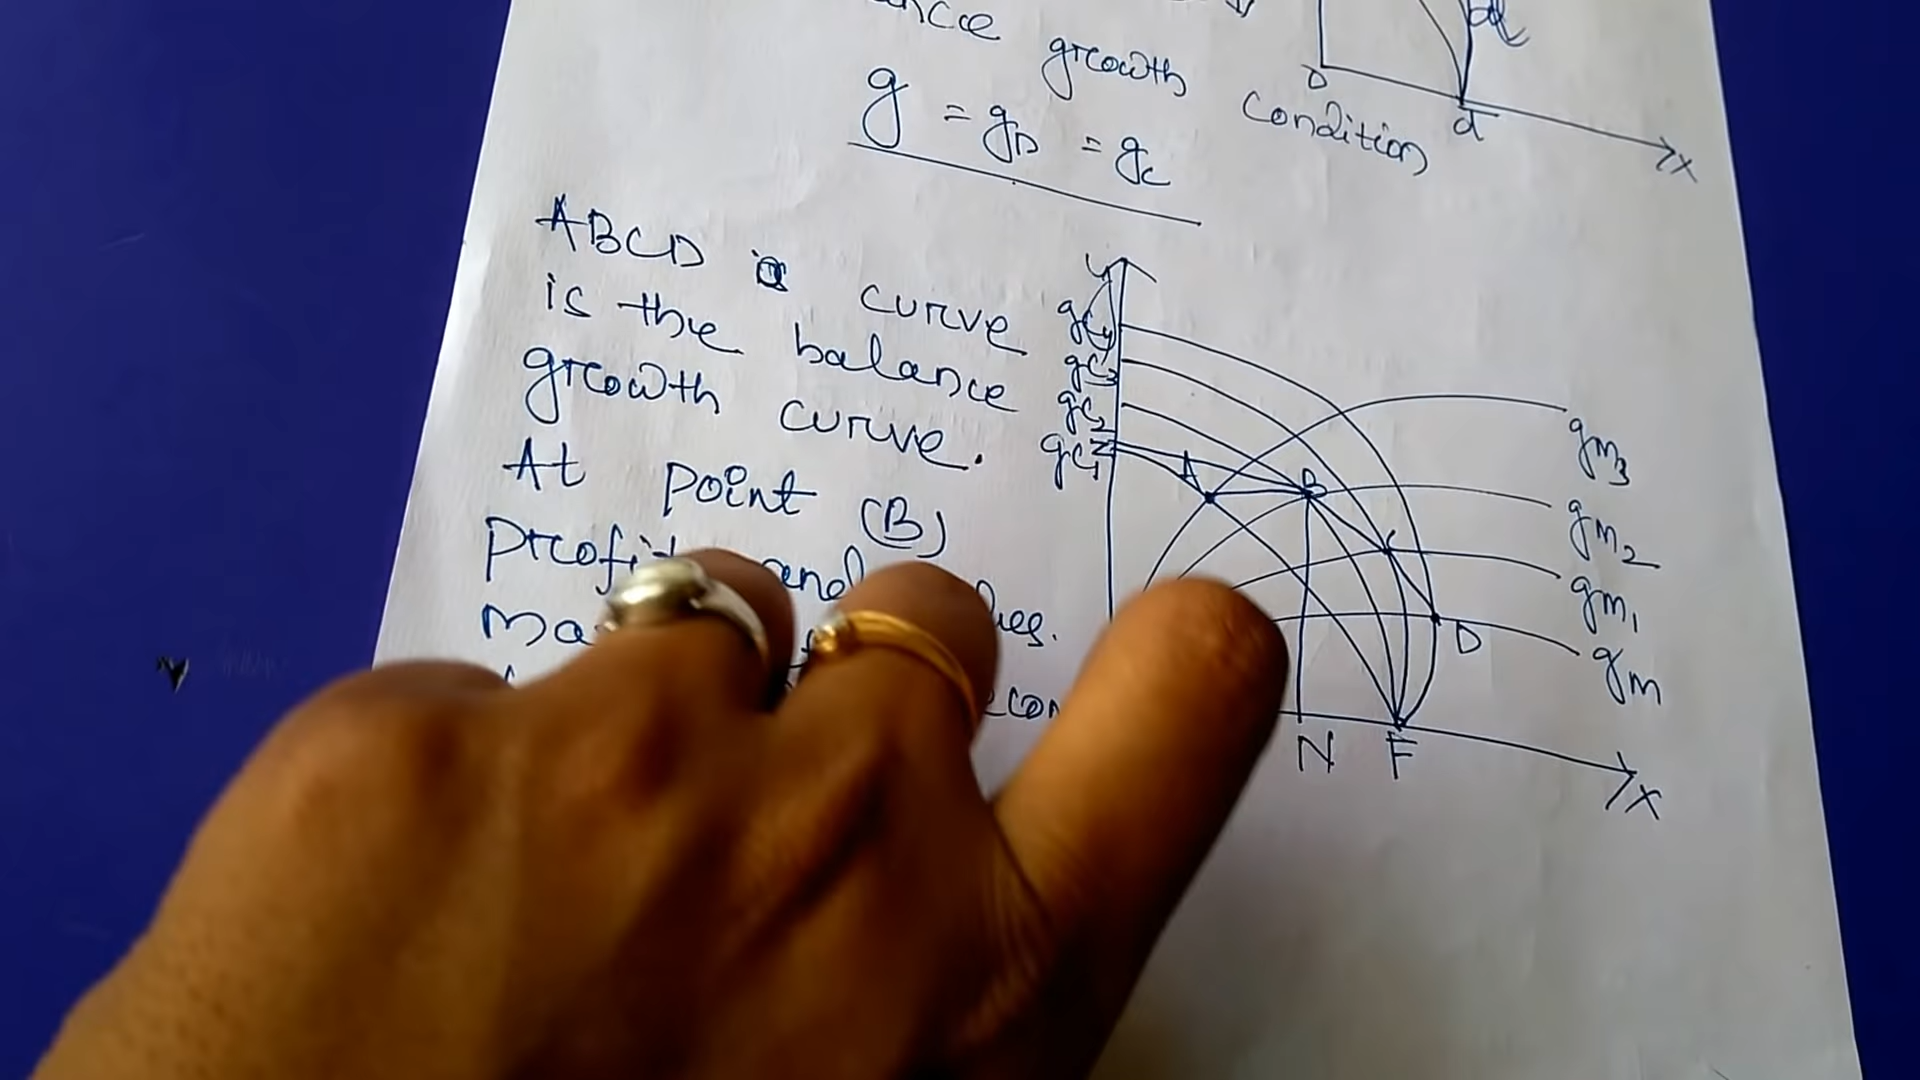 growth
condition
g = gD = gC
O
d
X
ABCD curve
is the balance
growth curve.
At point (B)
and
y
gC4
gC3
gC2
gC1
A
B
C
D
gm3
gm2
gm1
gm
N
F
X